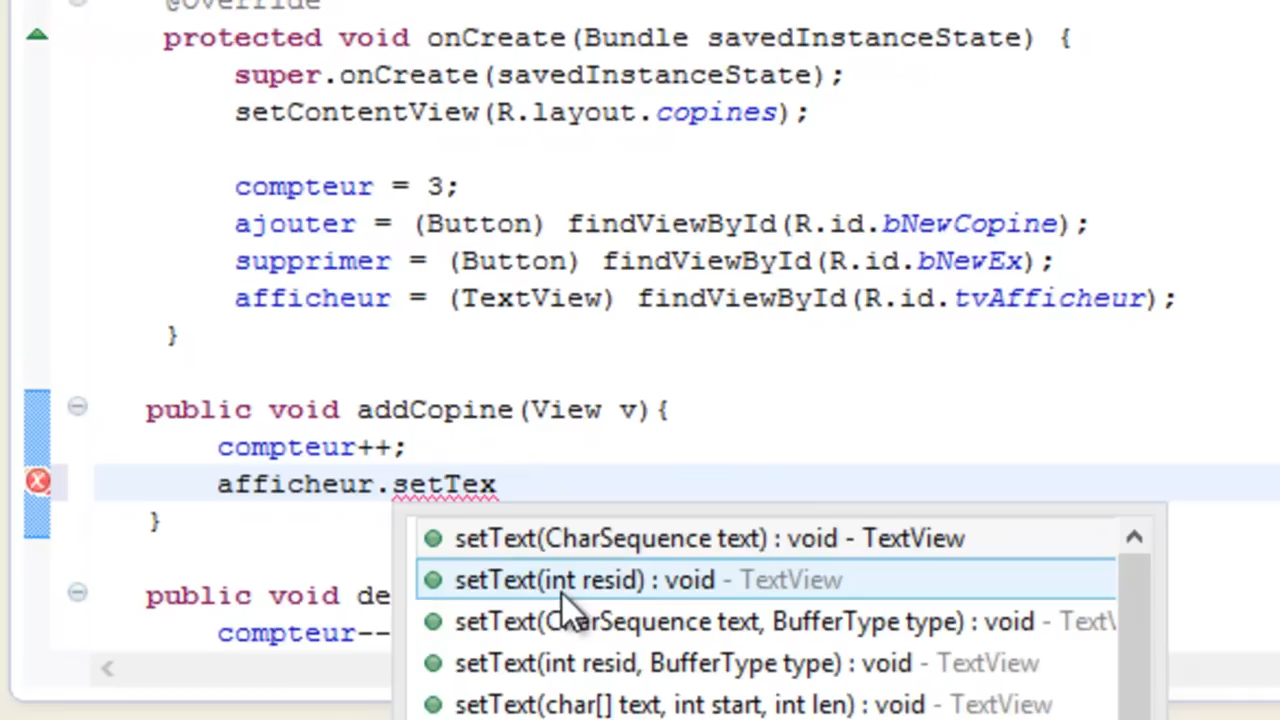 @Override
protected void onCreate(Bundle savedInstanceState) {
super.onCreate(savedInstanceState);
setContentView(R.layout.copines);
compteur = 3;
ajouter = (Button) findViewById(R.id.bNewCopine);
supprimer = (Button) findViewById(R.id.bNewEx);
afficheur = (TextView) findViewById(R.id.tvAfficheur);
}
public void addCopine(View v){
compteur++;
afficheur.setTex
}
setText(CharSequence text) : void - TextView
setText(int resid) : void - TextView
public void de
setText(CharSequence text, BufferType type) : void - Text
compteur--
setText(int resid, BufferType type) : void - TextView
setText(char[] text, int start, int len) : void - TextView